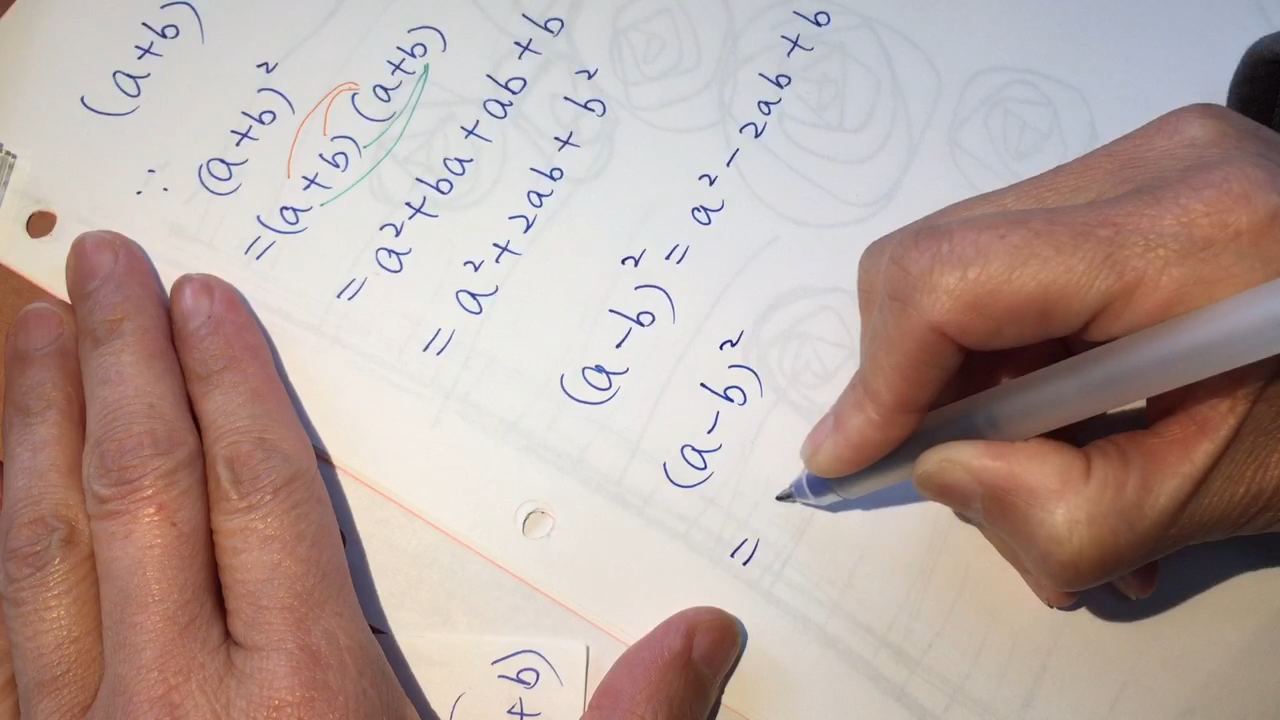 (a+b)
∴ (a+b)²
=(a+b)(a+b)
= a²+ba+ab+b
= a²+2ab+b²
(a-b)² = a²-2ab+b
(a-b)²
=
+b)